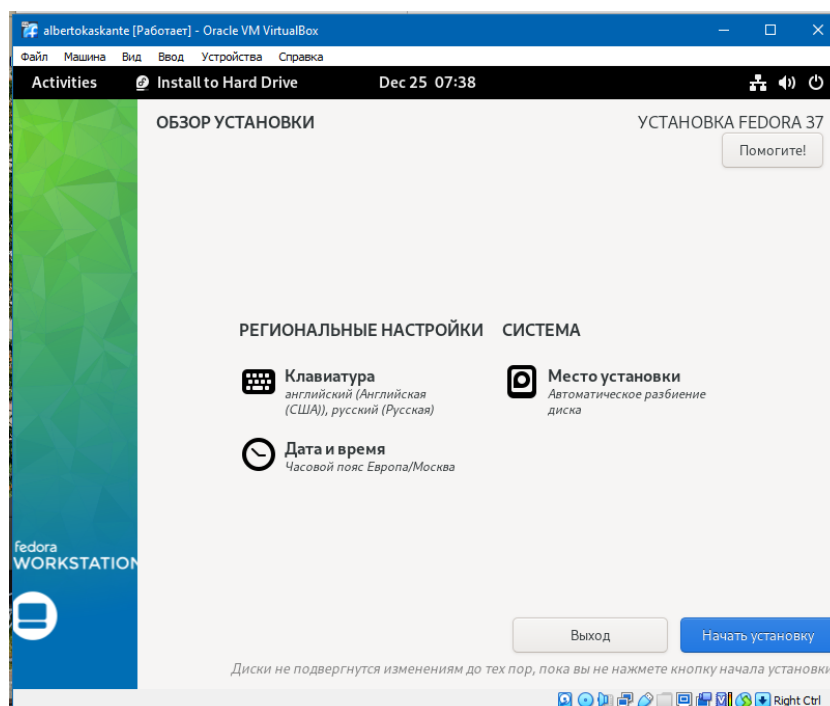 albertokaskante [Работает] - Oracle VM VirtualBox
Файл Машина Вид Ввод Устройства Справка
Activities Install to Hard Drive Dec 25 07:38
ОБЗОР УСТАНОВКИ УСТАНОВКА FEDORA 37
Помогите!
РЕГИОНАЛЬНЫЕ НАСТРОЙКИ СИСТЕМА
Клавиатура Место установки
английский (Английская Автоматическое разбиение
(США)), русский (Русская) диска
Дата и время
Часовой пояс Европа/Москва
fedora
WORKSTATION
Выход Начать установку
Диски не подвергнутся изменениям до тех пор, пока вы не нажмете кнопку начала установки
Right Ctrl